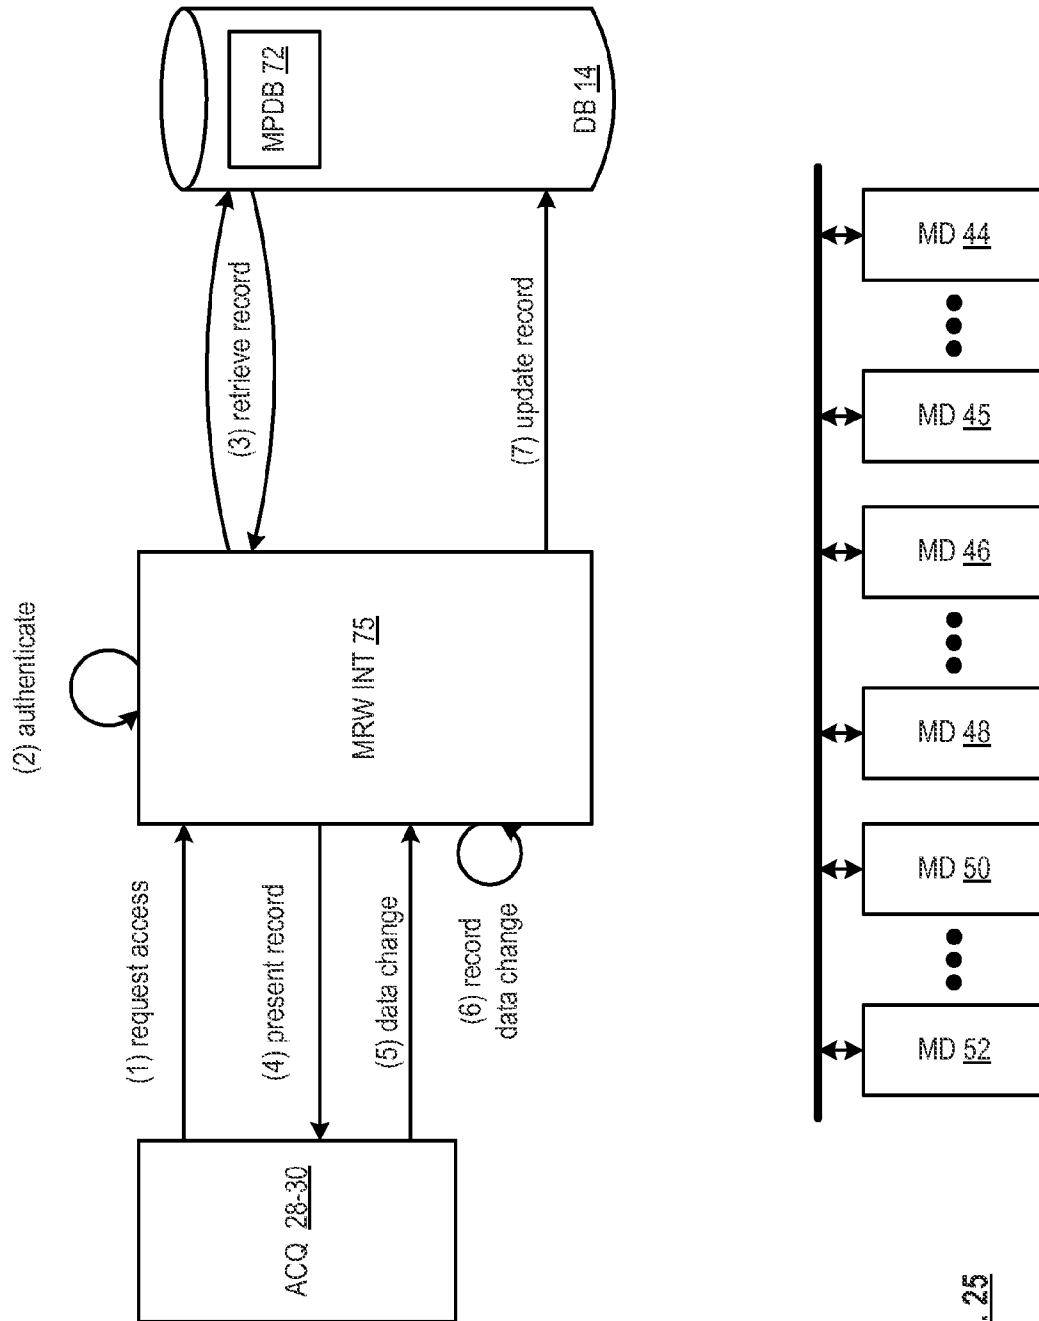 (2) authenticate
(1) request access
(4) present record
(5) data change
(6) record
data change
ACQ 28-30
MRW INT 75
(3) retrieve record
(7) update record
MPDB 72
DB 14
MD 52
MD 50
MD 48
MD 46
MD 45
MD 44
25